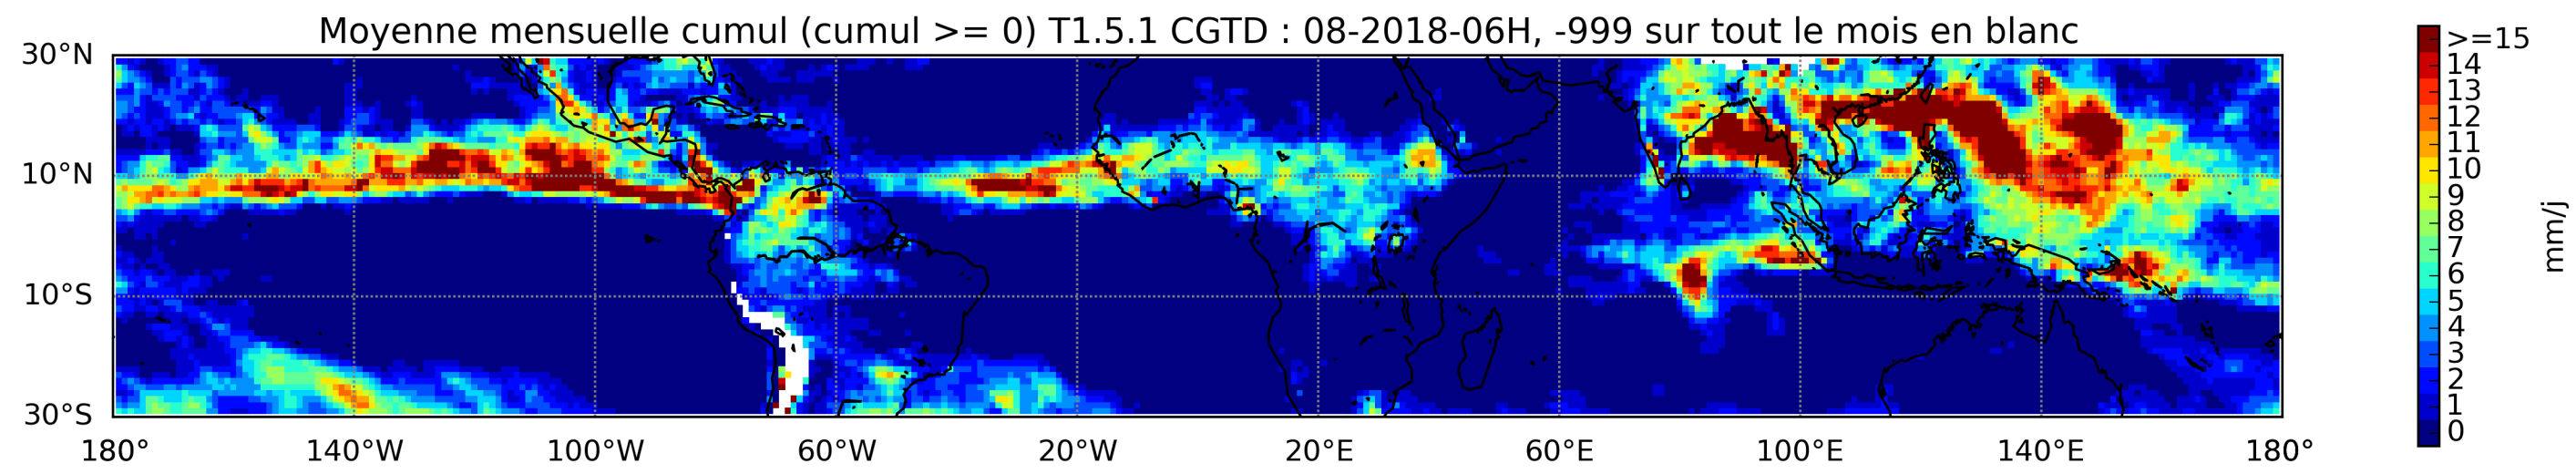 Moyenne mensuelle cumul (cumul >= 0) T1.5.1 CGTD : 08-2018-06H, -999 sur tout le mois en blanc
30°N
10°N
10°S
30°S
180°
140°W
100°W
60°W
20°W
20°E
60°E
100°E
140°E
180°
>=15
14
13
12
11
10
9
8
7
6
5
4
3
2
1
0
mm/j